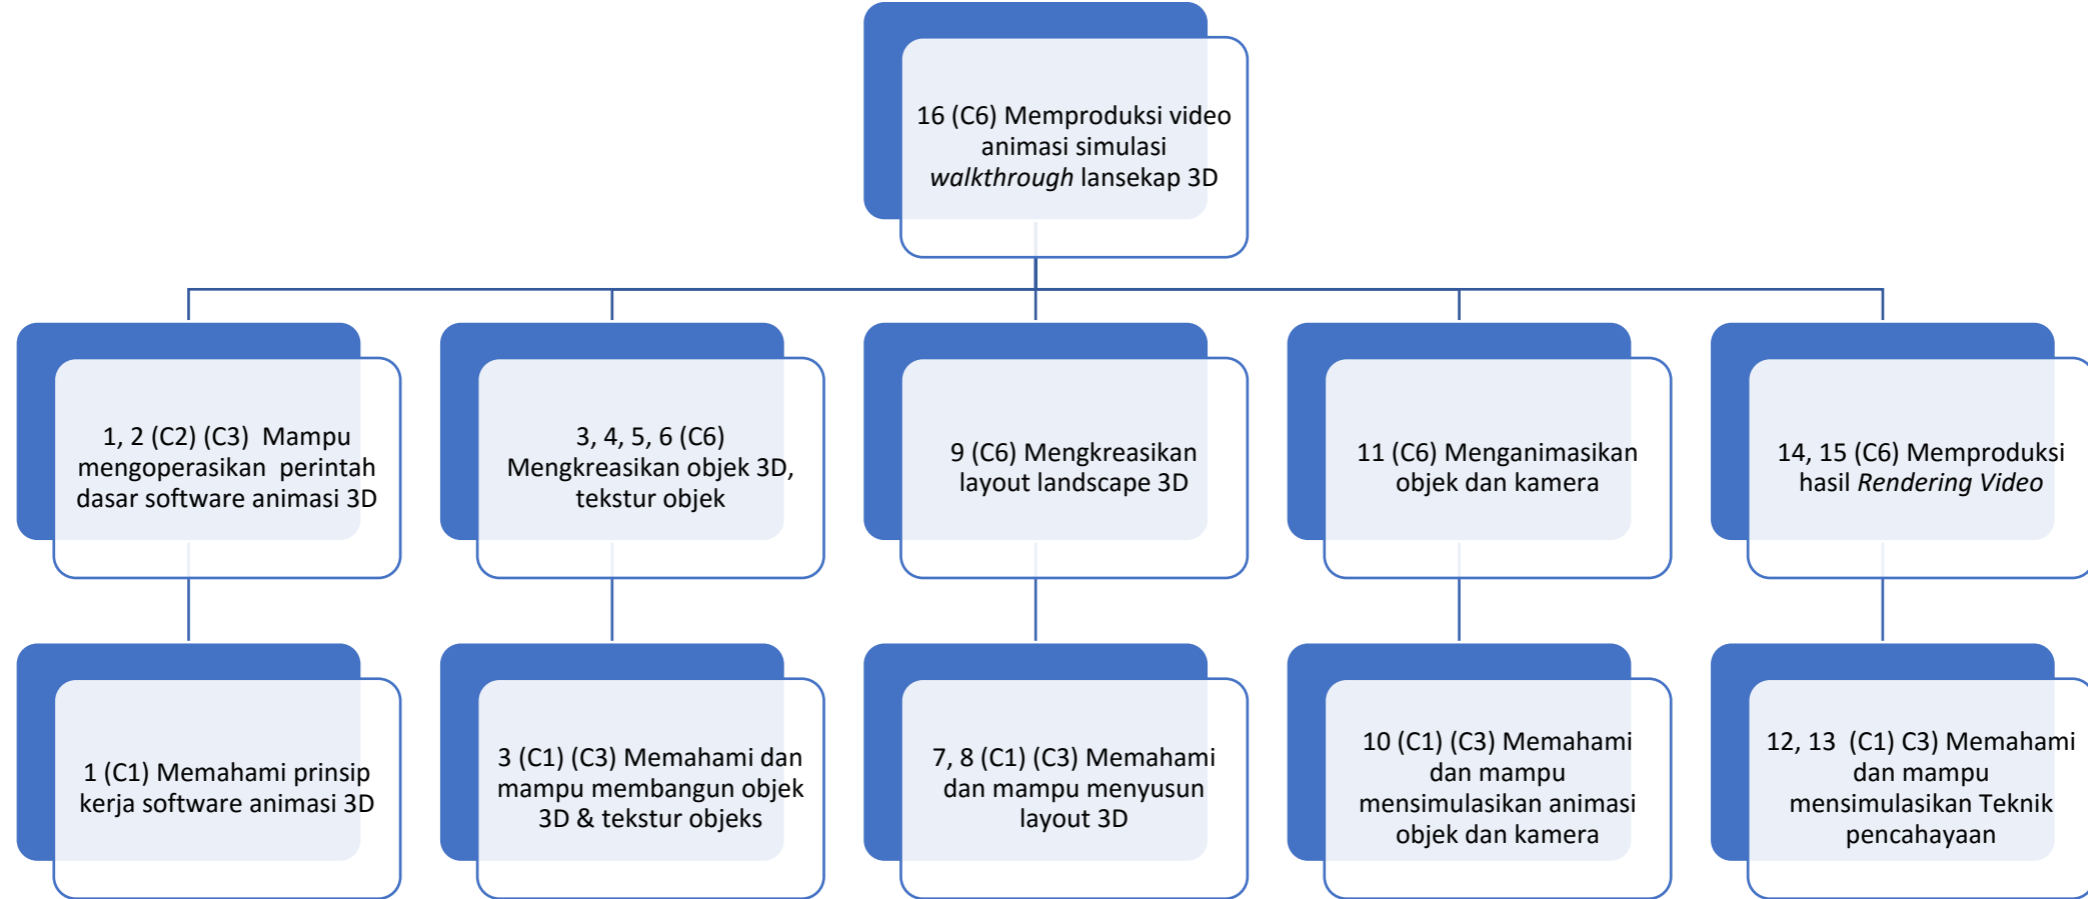 16 (C6) Memproduksi video
animasi simulasi
walkthrough lansekap 3D
1, 2 (C2) (C3)  Mampu
mengoperasikan  perintah
dasar software animasi 3D
3, 4, 5, 6 (C6)
Mengkreasikan objek 3D,
tekstur objek
9 (C6) Mengkreasikan
layout landscape 3D
11 (C6) Menganimasikan
objek dan kamera
14, 15 (C6) Memproduksi
hasil Rendering Video
1 (C1) Memahami prinsip
kerja software animasi 3D
3 (C1) (C3) Memahami dan
mampu membangun objek
3D & tekstur objeks
7, 8 (C1) (C3) Memahami
dan mampu menyusun
layout 3D
10 (C1) (C3) Memahami
dan mampu
mensimulasikan animasi
objek dan kamera
12, 13  (C1) C3) Memahami
dan mampu
mensimulasikan Teknik
pencahayaan